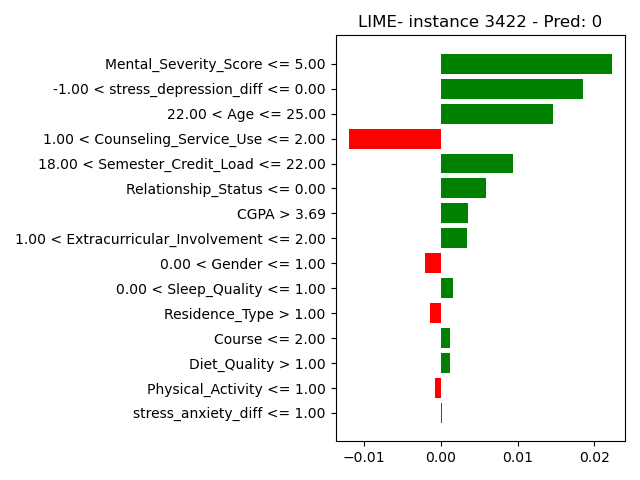 LIME- instance 3422 - Pred: 0
Mental_Severity_Score <= 5.00
-1.00 < stress_depression_diff <= 0.00
22.00 < Age <= 25.00
1.00 < Counseling_Service_Use <= 2.00
18.00 < Semester_Credit_Load <= 22.00
Relationship_Status <= 0.00
CGPA > 3.69
1.00 < Extracurricular_Involvement <= 2.00
0.00 < Gender <= 1.00
0.00 < Sleep_Quality <= 1.00
Residence_Type > 1.00
Course <= 2.00
Diet_Quality > 1.00
Physical_Activity <= 1.00
stress_anxiety_diff <= 1.00
−0.01 0.00 0.01 0.02